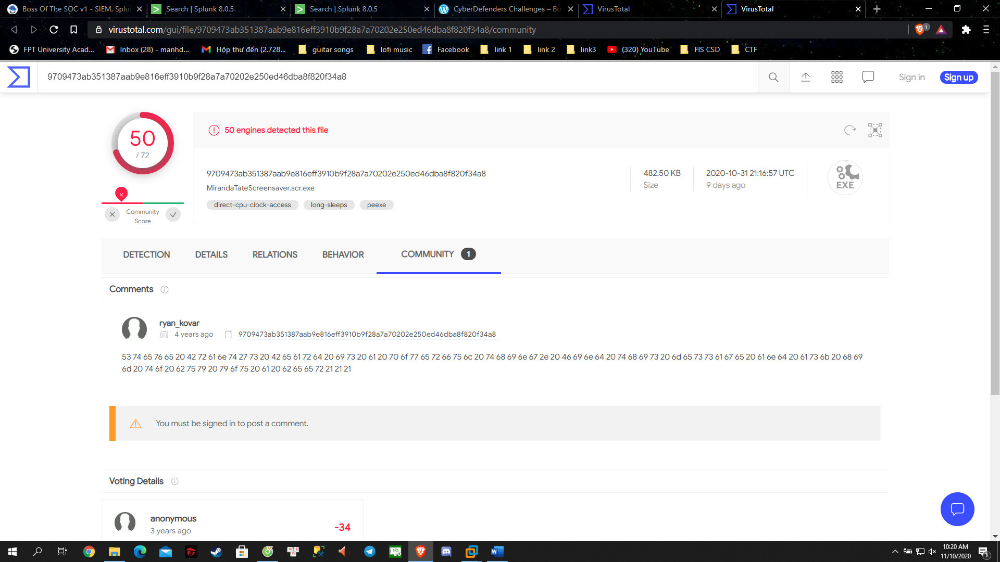 Boss Of The SOC v1 - SIEM, Splu
Search | Splunk 8.0.5
Search | Splunk 8.0.5
CyberDefenders Challenges – Bo
VirusTotal
VirusTotal
virustotal.com/gui/file/9709473ab351387aab9e816eff3910b9f28a7a70202e250ed46dba8f820f34a8/community
1
FPT University Acad...
Inbox (28) - manhd...
Hộp thư đến (2.728...
guitar songs
lofi music
Facebook
link 1
link 2
link3
(320) YouTube
FIS CSD
CTF
9709473ab351387aab9e816eff3910b9f28a7a70202e250ed46dba8f820f34a8
Sign in
Sign up
50
/ 72
50 engines detected this file
9709473ab351387aab9e816eff3910b9f28a7a70202e250ed46dba8f820f34a8
MirandaTateScreensaver.scr.exe
direct-cpu-clock-access
long-sleeps
peexe
482.50 KB
Size
2020-10-31 21:16:57 UTC
9 days ago
EXE
Community
Score
DETECTION
DETAILS
RELATIONS
BEHAVIOR
COMMUNITY
1
Comments
ryan_kovar
4 years ago
9709473ab351387aab9e816eff3910b9f28a7a70202e250ed46dba8f820f34a8
53 74 65 76 65 20 42 72 61 6e 74 27 73 20 42 65 61 72 64 20 69 73 20 61 20 70 6f 77 65 72 66 75 6c 20 74 68 69 6e 67 2e 20 46 69 6e 64 20 74 68 69 73 20 6d 65 73 73 61 67 65 20 61 6e 64 20 61 73 6b 20 68 69
6d 20 74 6f 20 62 75 79 20 79 6f 75 20 61 20 62 65 65 72 21 21 21
You must be signed in to post a comment.
Voting Details
anonymous
3 years ago
-34
10:20 AM
11/10/2020
1